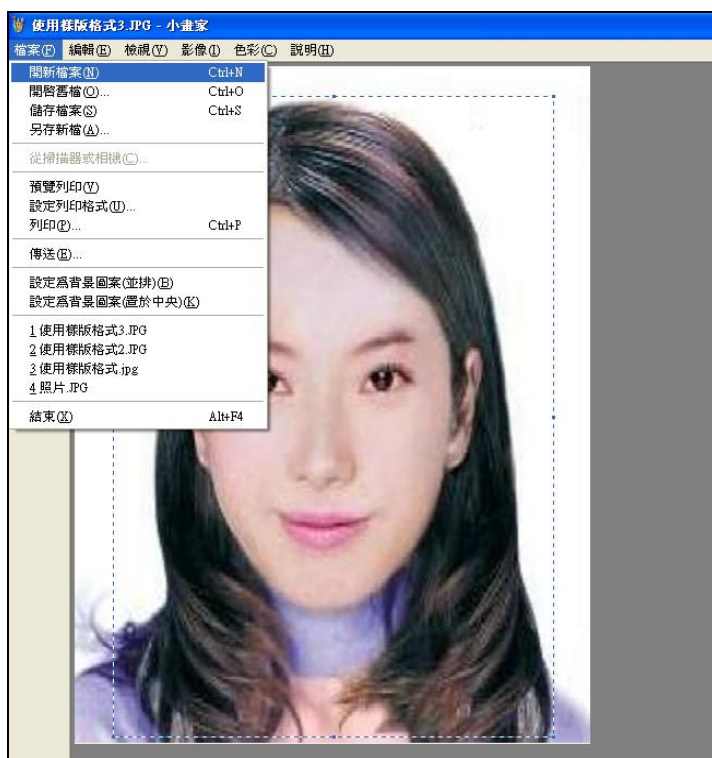 使用樣版格式3.JPG - 小畫家
檔案(F) 編輯(E) 檢視(V) 影像(I) 色彩(C) 說明(H)
開新檔案(N) Ctrl+N
開啓舊檔(O)... Ctrl+O
儲存檔案(S) Ctrl+S
另存新檔(A)...
從掃描器或相機(C)...
預覽列印(V)
設定列印格式(U)...
列印(P)... Ctrl+P
傳送(E)...
設定爲背景圖案(並排)(B)
設定爲背景圖案(置於中央)(K)
1 使用樣版格式3.JPG
2 使用樣版格式2.JPG
3 使用樣版格式.jpg
4 照片.JPG
結束(X) Alt+F4